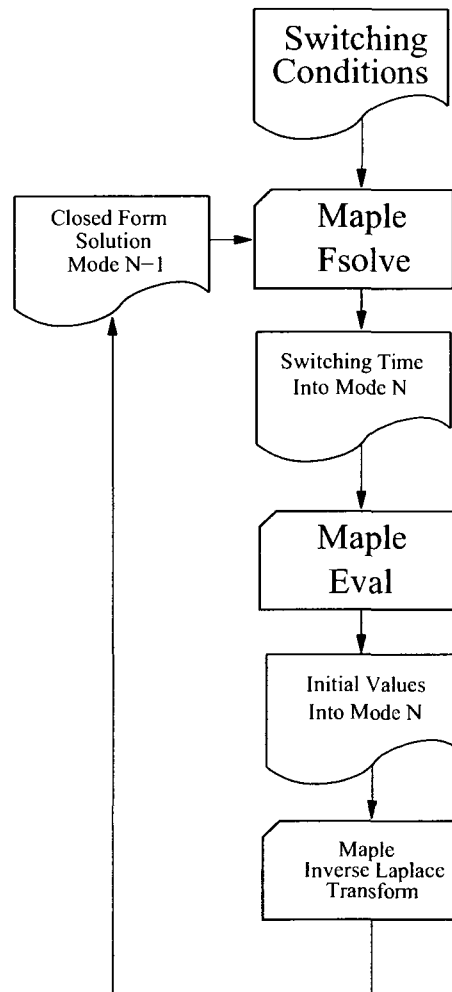 Switching
Conditions
Closed Form
Solution
Mode N−1
Maple
Fsolve
Switching Time
Into Mode N
Maple
Eval
Initial Values
Into Mode N
Maple
Inverse Laplace
Transform